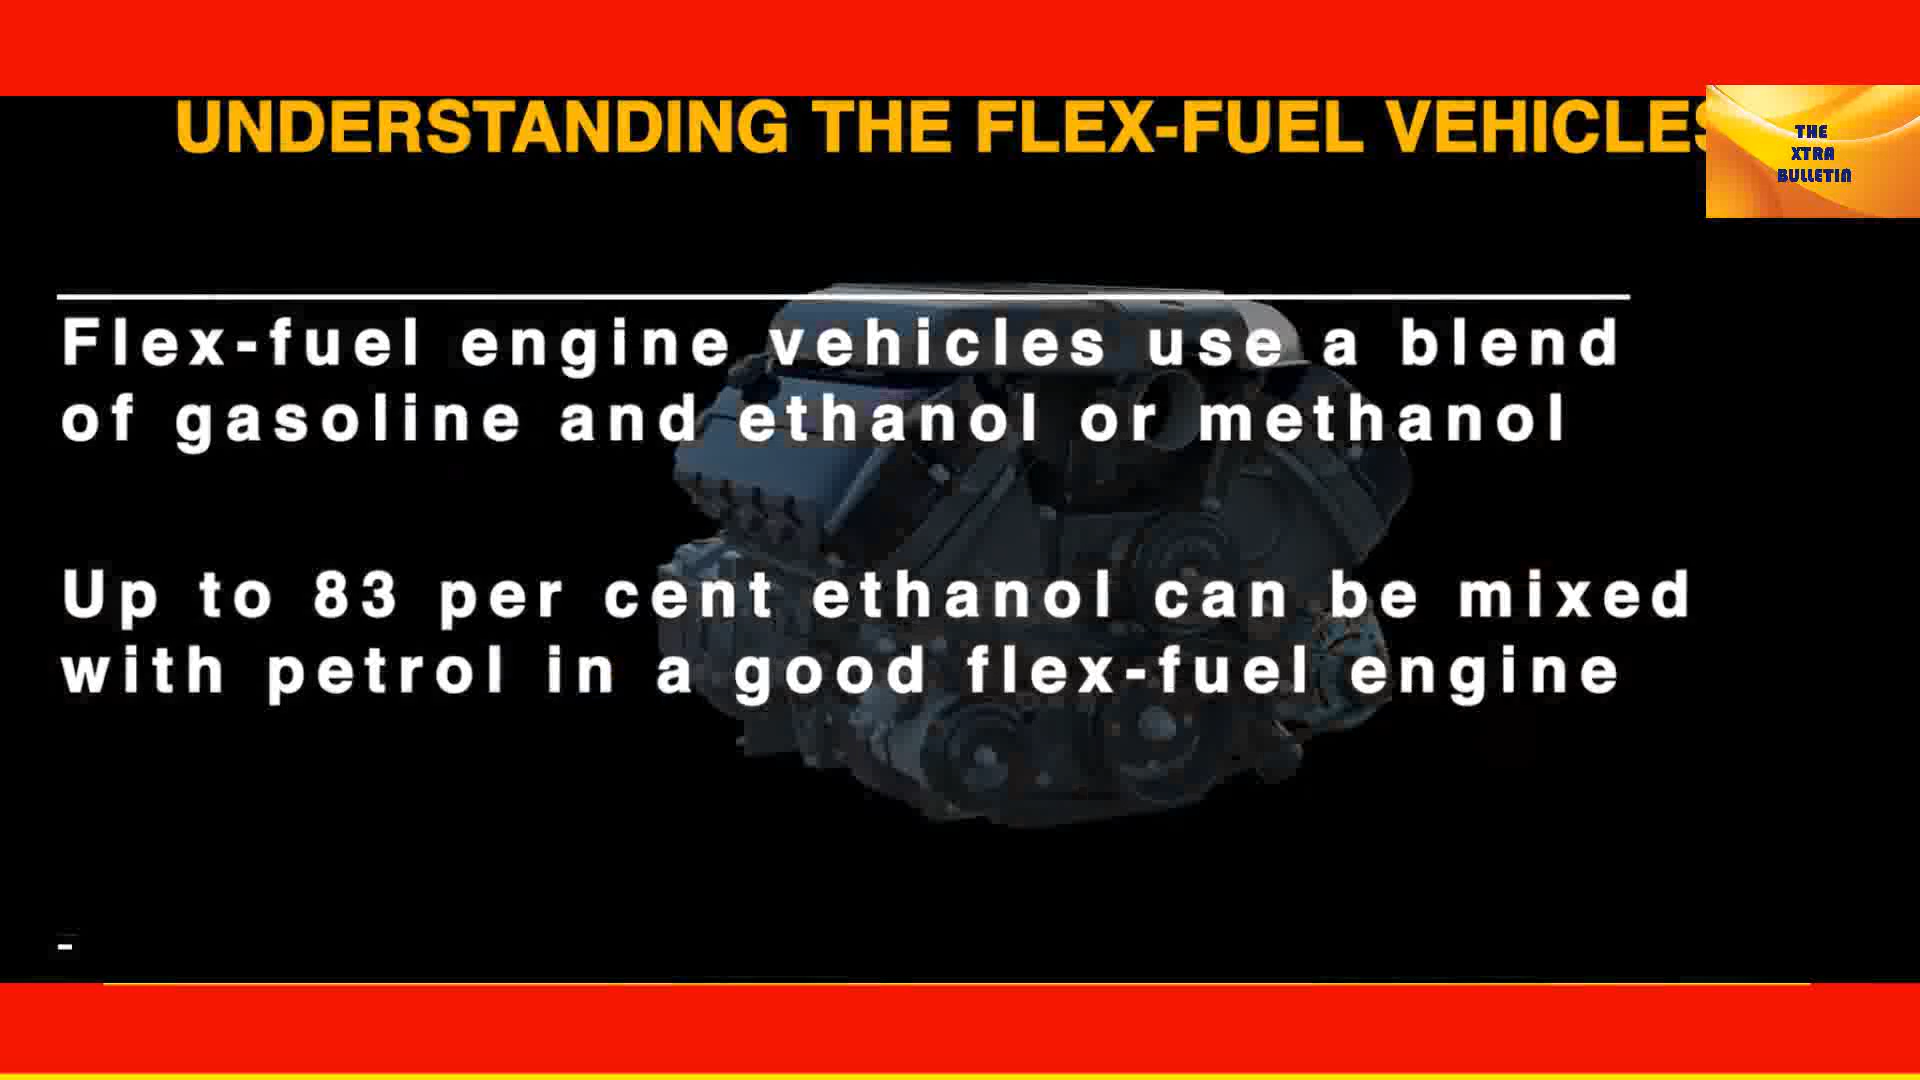 UNDERSTANDING THE FLEX-FUEL VEHICLES
THE
XTRA
BULLETIN
Flex-fuel engine vehicles use a blend
of gasoline and ethanol or methanol
Up to 83 per cent ethanol can be mixed
with petrol in a good flex-fuel engine
-